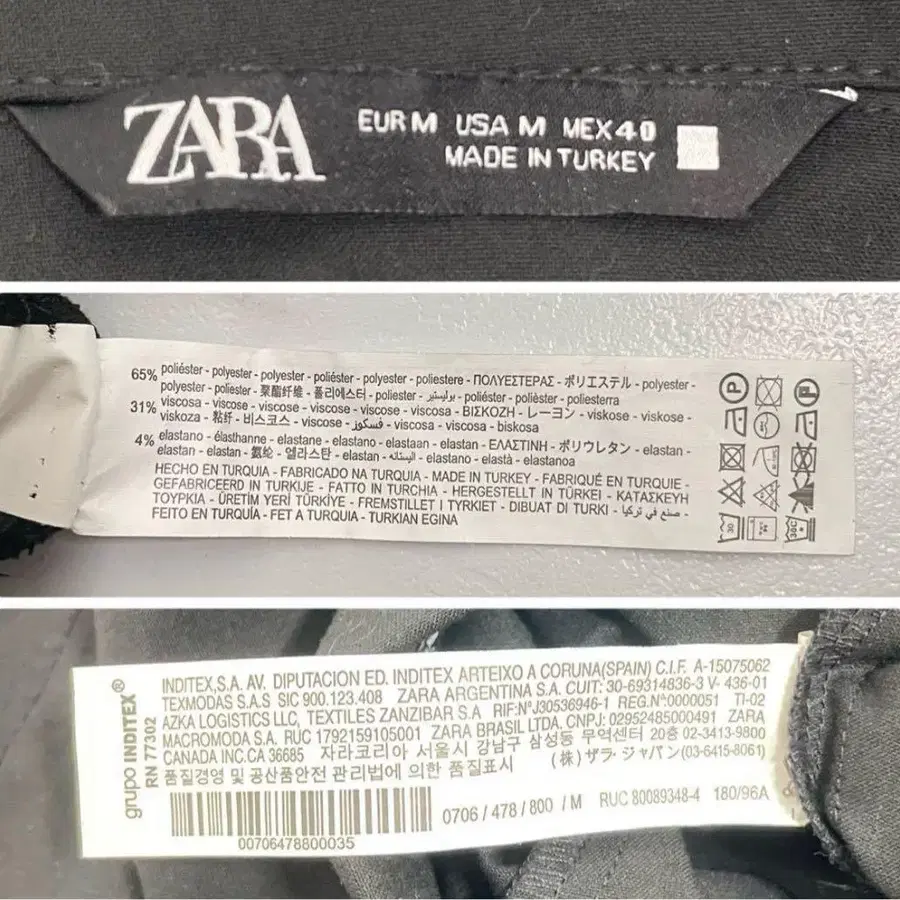 ZARA
EUR M USA M MEX 40
MADE IN TURKEY
65% poliéster - polyester - polyester - poliéster - polyester - poliestere - ΠΟΛΥΕΣΤΕΡΑΣ - ポリエステル - polyester -
polyester - poliester - 聚酯纤维 - 폴리에스터 - poliester - بوليستير - poliéster - polièster - poliesterra
31% viscosa - viscose - viscose - viscose - viscose - viscosa - ΒΙΣΚΟΖΗ - レーヨン - viskose - viskose -
viskoza - 粘纤 - 비스코스 - viscose - فسكوز - viscosa - viscosa - biskosa
4% elastano - élasthanne - elastane - elastano - elastaan - elastan - ΕΛΑΣΤΙΝΗ - ポリウレタン - elastan -
elastan - elastan - 氨纶 - 엘라스탄 - elastan - الیستانه - elastano - elastà - elastanoa
HECHO EN TURQUIA - FABRICADO NA TURQUIA - MADE IN TURKEY - FABRIQUÉ EN TURQUIE -
GEFABRICEERD IN TURKIJE - FATTO IN TURCHIA - HERGESTELLT IN TÜRKEI - ΚΑΤΑΣΚΕΥΗ
ΤΟΥΡΚΙΑ - ÜRETİM YERİ TÜRKİYE - FREMSTILLET I TYRKIET - DIBUAT DI TURKI - صنع في تركيا -
FEITO EN TURQUÍA - FET A TURQUIA - TURKIAN EGINA
P P
30 30C
grupo INDITEX®
RN 77302
INDITEX,S.A. AV. DIPUTACION ED. INDITEX ARTEIXO A CORUNA(SPAIN) C.I.F. A-15075062
TEXMODAS S.A.S SIC 900.123.408 ZARA ARGENTINA S.A. CUIT: 30-69314836-3 V- 436-01
AZKA LOGISTICS LLC, TEXTILES ZANZIBAR S.A. RIF:N°J30536946-1 REG.N°:0000051 TI-02
MACROMODA S.A. RUC 1792159105001 ZARA BRASIL LTDA. CNPJ: 02952485000491 ZARA
CANADA INC.CA 36685 자라코리아 서울시 강남구 삼성동 무역센터 20층 02-3413-9800
품질경영 및 공산품안전 관리법에 의한 품질표시 (株) ザラ・ジャパン(03-6415-8061)
00706478800035
0706 / 478 / 800 / M RUC 80089348-4 180/96A